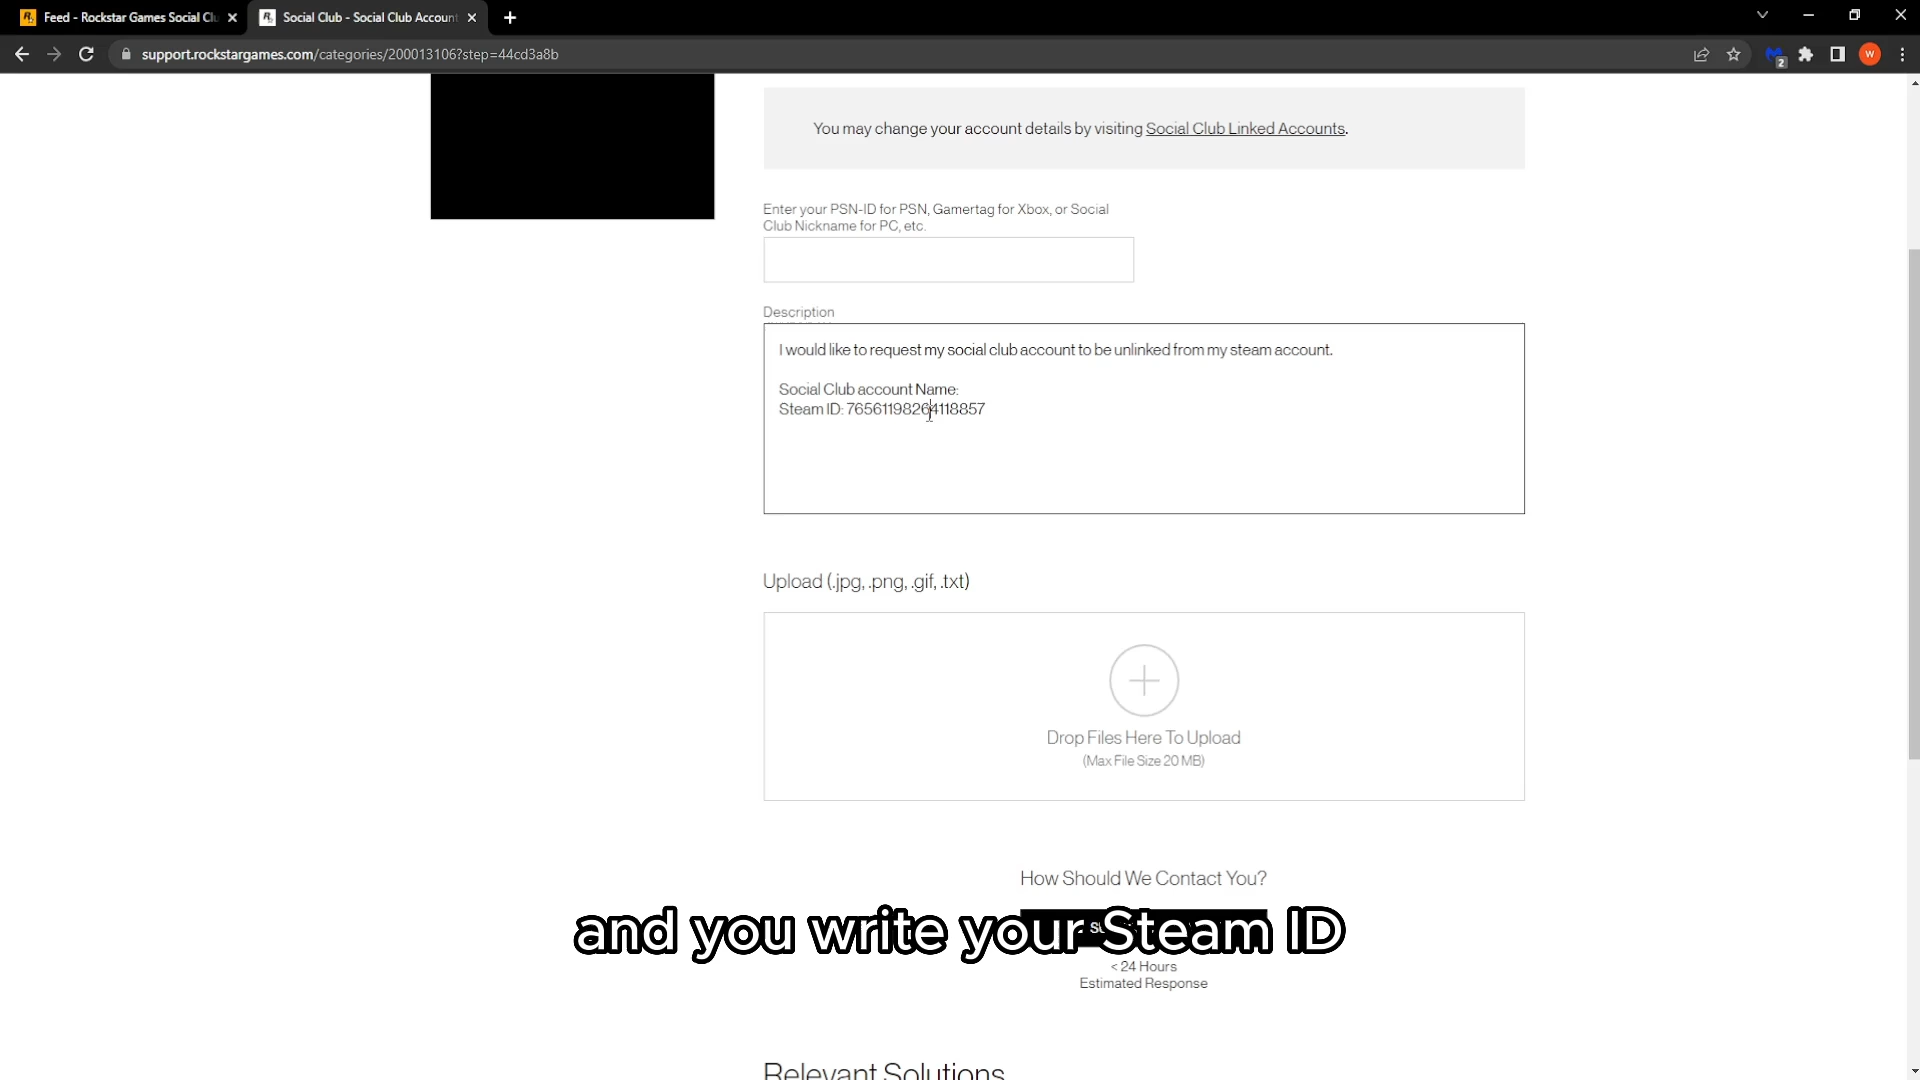 Feed - Rockstar Games Social Cl
Social Club - Social Club Account
support.rockstargames.com/categories/200013106?step=44cd3a8b
2
W
You may change your account details by visiting Social Club Linked Accounts.
Enter your PSN-ID for PSN, Gamertag for Xbox, or Social
Club Nickname for PC, etc.
Description
I would like to request my social club account to be unlinked from my steam account.
Social Club account Name:
Steam ID: 76561198264118857
Upload (.jpg, .png, .gif, .txt)
Drop Files Here To Upload
(Max File Size 20 MB)
How Should We Contact You?
and you write your Steam ID
< 24 Hours
Estimated Response
Relevant Solutions